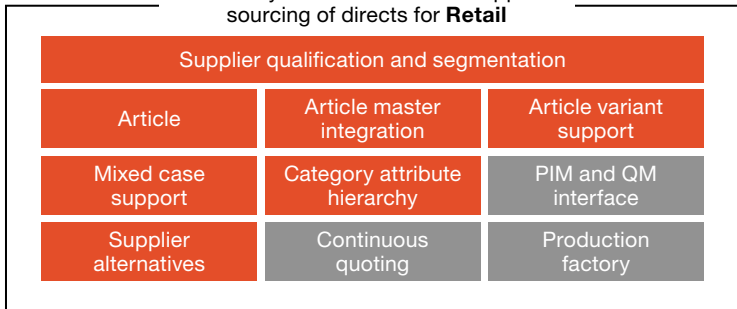 sourcing of directs for Retail
Supplier qualification and segmentation
Article
Article master
integration
Article variant
support
Mixed case
support
Category attribute
hierarchy
PIM and QM
interface
Supplier
alternatives
Continuous
quoting
Production
factory